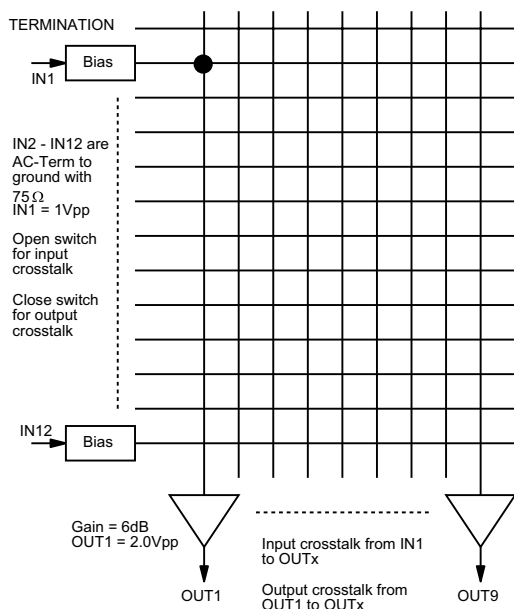 TERMINATION
Bias
IN1
IN2 - IN12 are
AC-Term to
ground with
75Ω
IN1 = 1Vpp
Open switch
for input
crosstalk
Close switch
for output
crosstalk
IN12
Bias
Gain = 6dB
OUT1 = 2.0Vpp
Input crosstalk from IN1
to OUTx
OUT1
Output crosstalk from
OUT1 to OUTx
OUT9